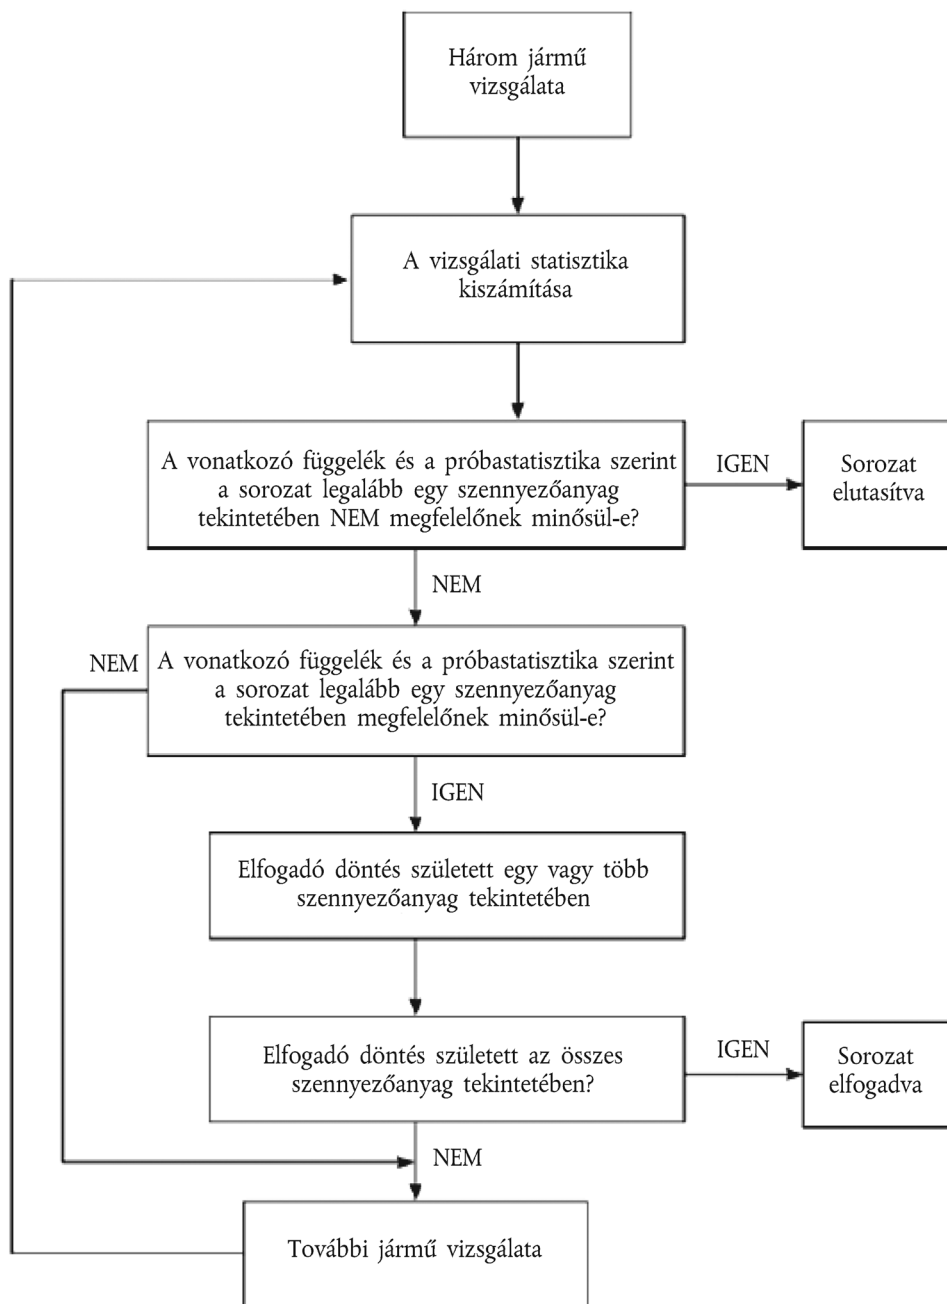 Három jármű
vizsgálata
A vizsgálati statisztika
kiszámítása
A vonatkozó függelék és a próbastatisztika szerint
a sorozat legalább egy szennyezőanyag
tekintetében NEM megfelelőnek minősül-e?
IGEN
Sorozat
elutasítva
NEM
NEM
A vonatkozó függelék és a próbastatisztika szerint
a sorozat legalább egy szennyezőanyag
tekintetében megfelelőnek minősül-e?
IGEN
Elfogadó döntés született egy vagy több
szennyezőanyag tekintetében
Elfogadó döntés született az összes
szennyezőanyag tekintetében?
IGEN
Sorozat
elfogadva
NEM
További jármű vizsgálata